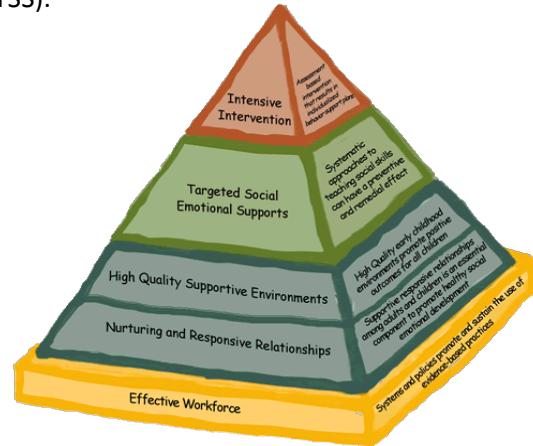 TSS).
Intensive
Intervention
Assessment
based
intervention
that results in
individualized
behavior support plans
Targeted Social
Emotional Supports
Systematic
approaches to
teaching social skills
can have a preventive
and remedial effect
High Quality Supportive Environments
High Quality early childhood
environments promote positive
outcomes for all children
Nurturing and Responsive Relationships
Supportive responsive relationships
among adults and children is an essential
component to promote healthy social
emotional development
Effective Workforce
Systems and policies promote and sustain the use of
evidence-based practices